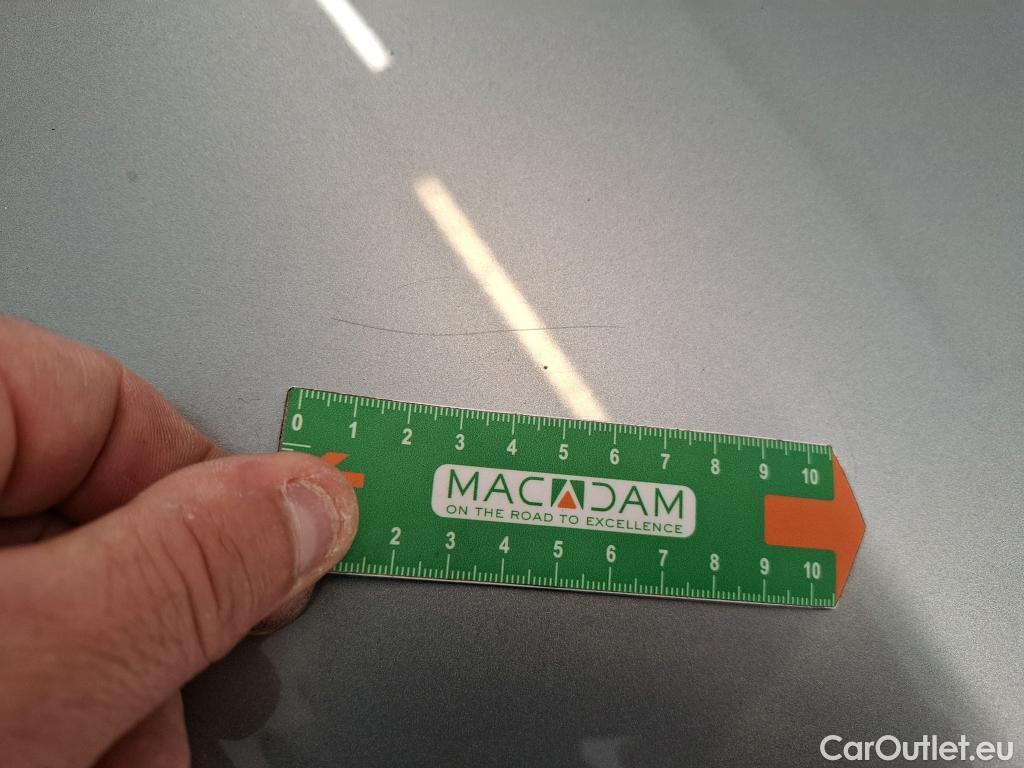 0 1 2 3 4 5 6 7 8 9 10
MACADAM
ON THE ROAD TO EXCELLENCE
2 3 4 5 6 7 8 9 10
CarOutlet.eu